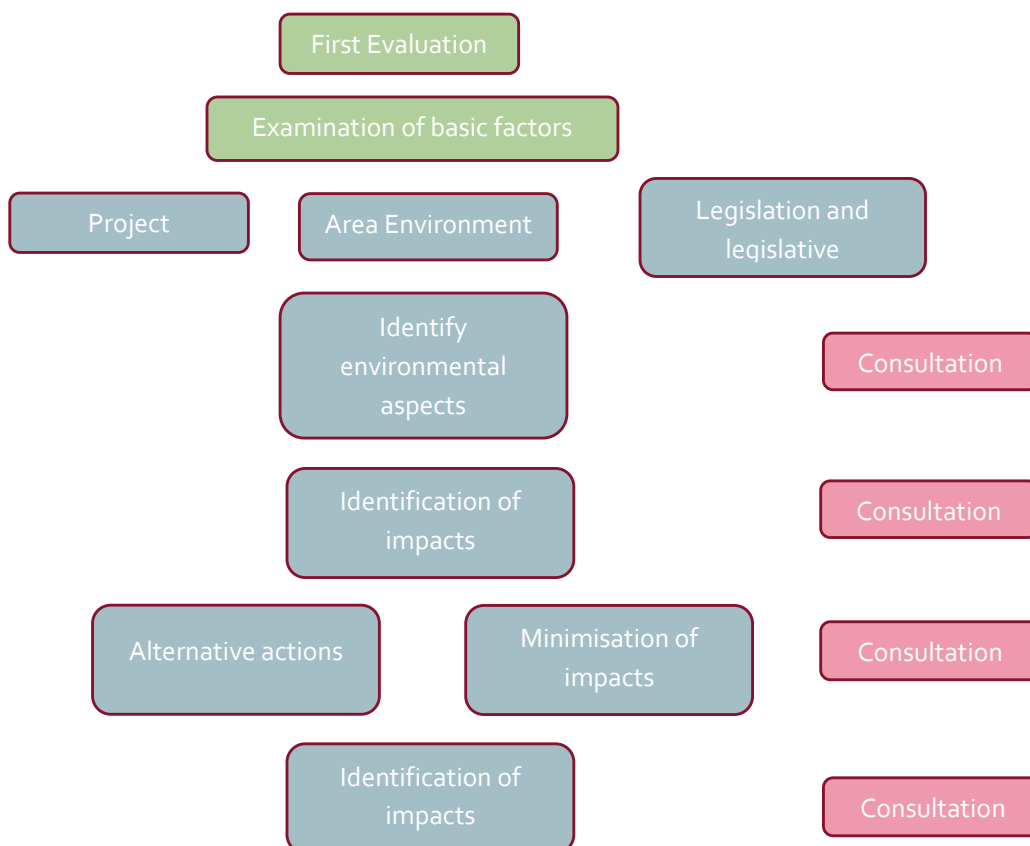 First Evaluation
Examination of basic factors
Project
Area Environment
Legislation and
legislative
Identify
environmental
aspects
Consultation
Identification of
impacts
Consultation
Alternative actions
Minimisation of
impacts
Consultation
Identification of
impacts
Consultation